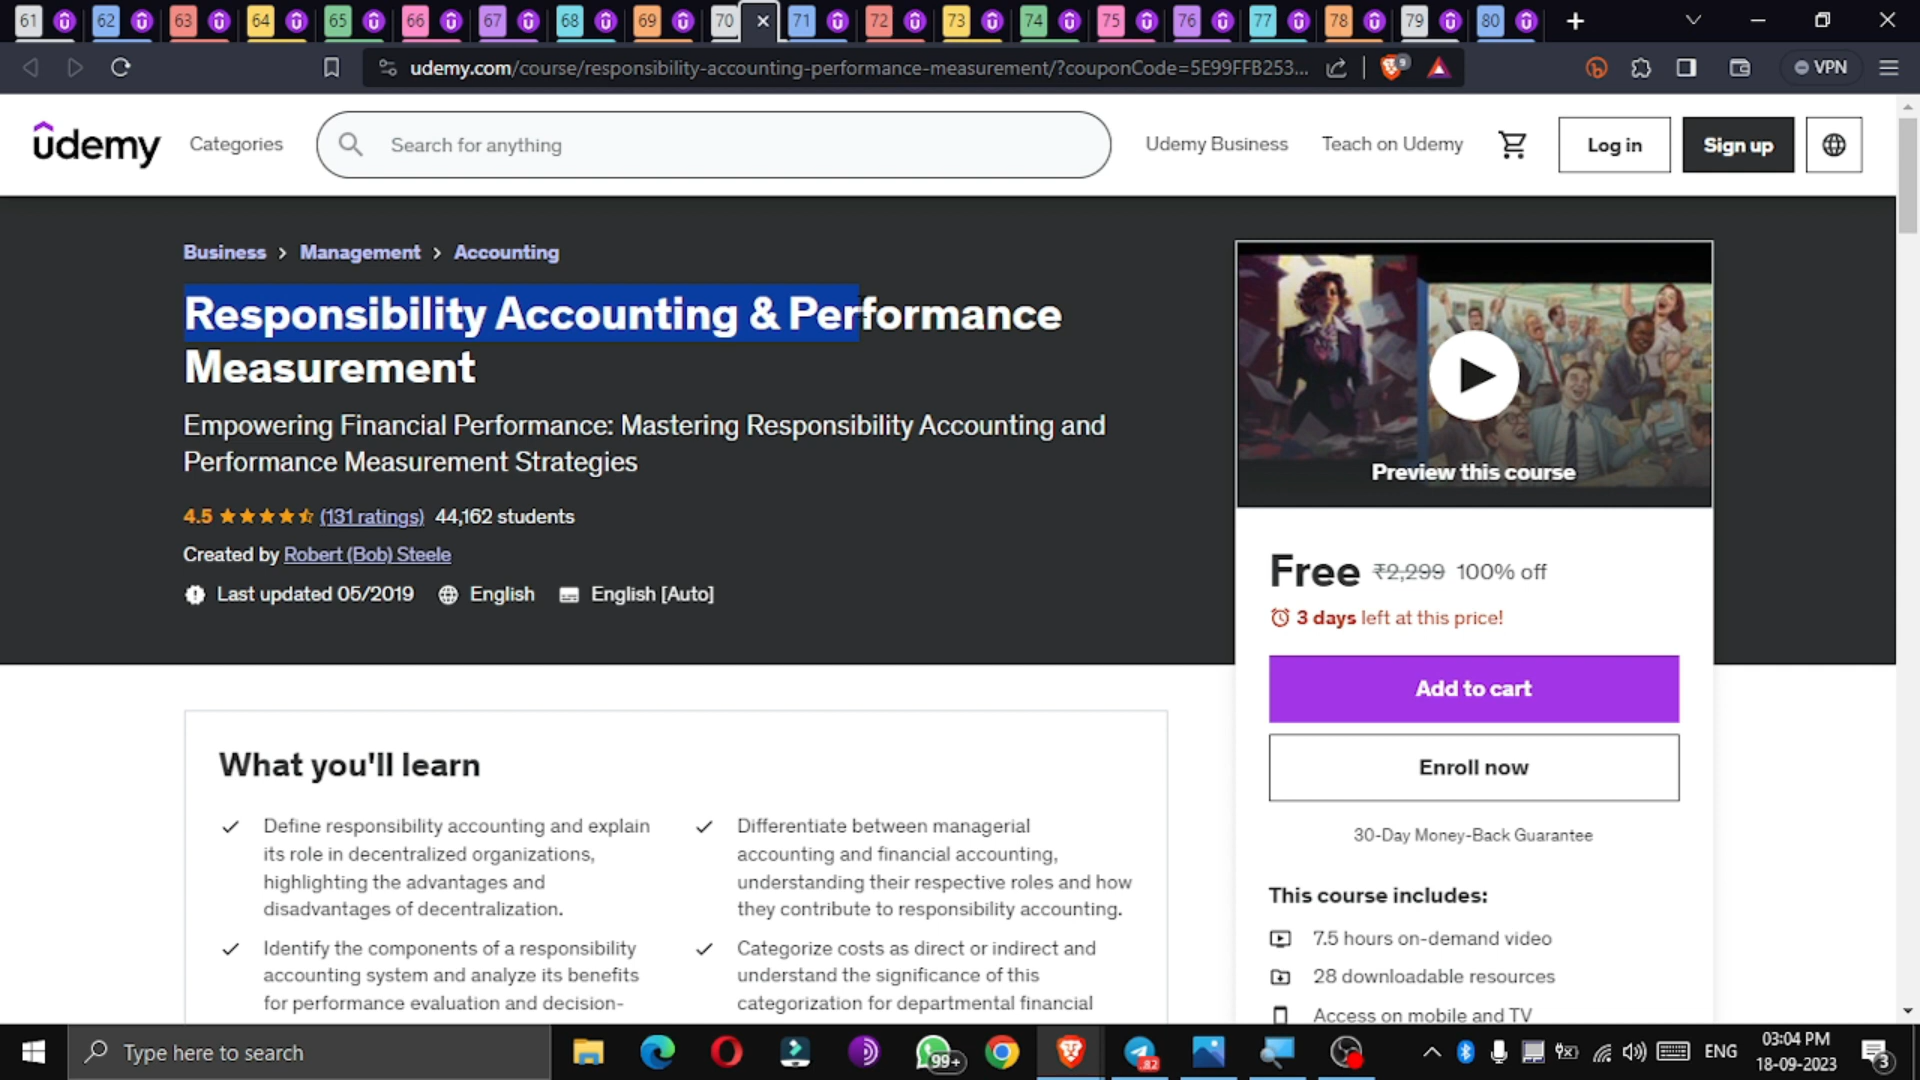 61 62 63 64 65 66 67 68 69 70 71 72 73 74 75 76 77 78 79 80
udemy.com/course/responsibility-accounting-performance-measurement/?couponCode=5E99FFB253... 9 VPN
udemy Categories Search for anything Udemy Business Teach on Udemy Log in Sign up
Business > Management > Accounting
Responsibility Accounting & Performance
Measurement
Empowering Financial Performance: Mastering Responsibility Accounting and
Performance Measurement Strategies
4.5 (131 ratings) 44,162 students
Created by Robert (Bob) Steele
Last updated 05/2019 English English [Auto]
Preview this course
Free ₹2,299 100% off
3 days left at this price!
Add to cart
Enroll now
30-Day Money-Back Guarantee
This course includes:
7.5 hours on-demand video
28 downloadable resources
Access on mobile and TV
What you'll learn
Define responsibility accounting and explain
its role in decentralized organizations,
highlighting the advantages and
disadvantages of decentralization.
Differentiate between managerial
accounting and financial accounting,
understanding their respective roles and how
they contribute to responsibility accounting.
Identify the components of a responsibility
accounting system and analyze its benefits
for performance evaluation and decision-
Categorize costs as direct or indirect and
understand the significance of this
categorization for departmental financial
Type here to search
99+
82
ENG
03:04 PM
18-09-2023
3